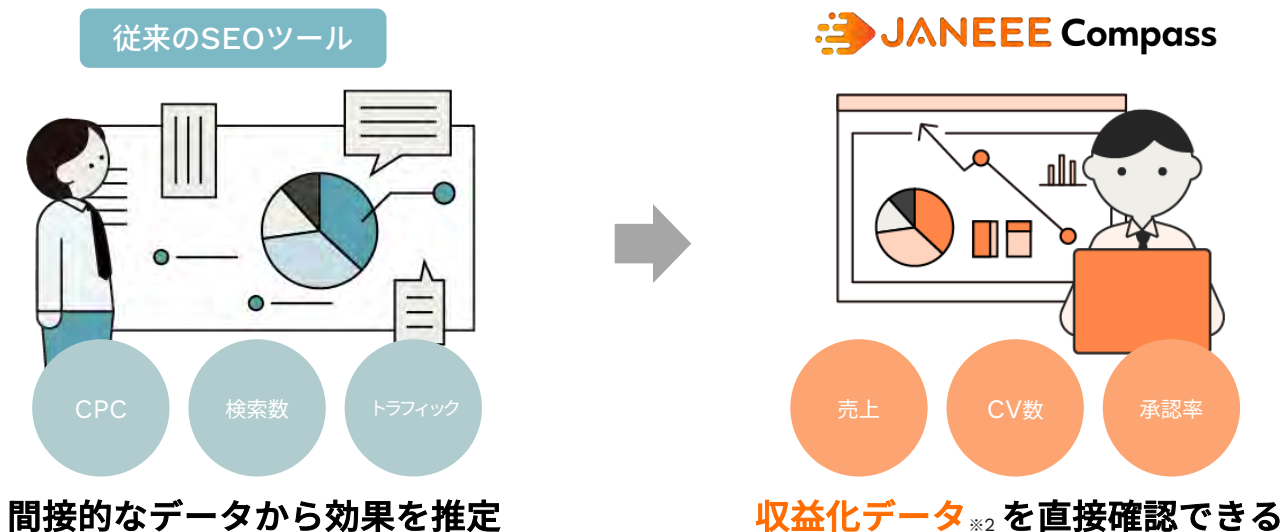 従来のSEOツール
CPC
検索数
トラフィック
間接的なデータから効果を推定
JANEEE Compass
売上
CV数
承認率
収益化データ※2を直接確認できる